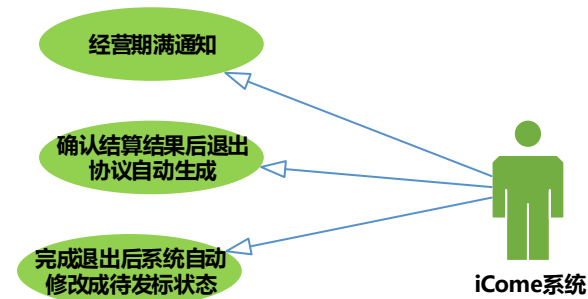 经营期满通知
确认结算结果后退出
协议自动生成
完成退出后系统自动
修改成待发标状态
iCome系统